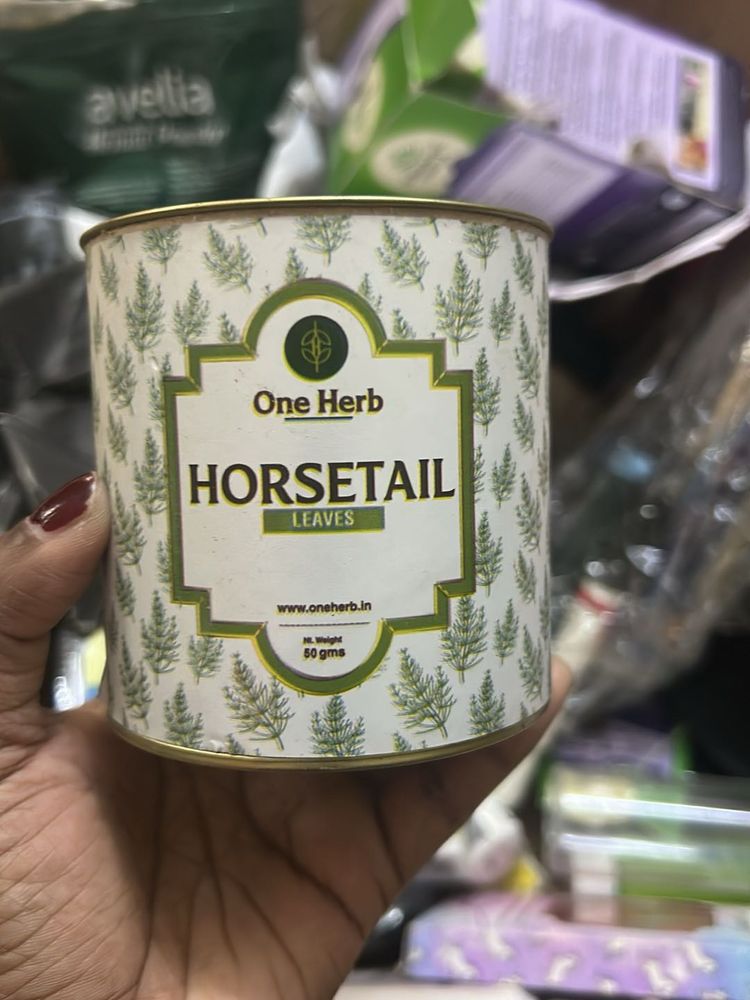 avella
One Herb
HORSETAIL
LEAVES
www.oneherb.in
Nt. Weight
50 gms